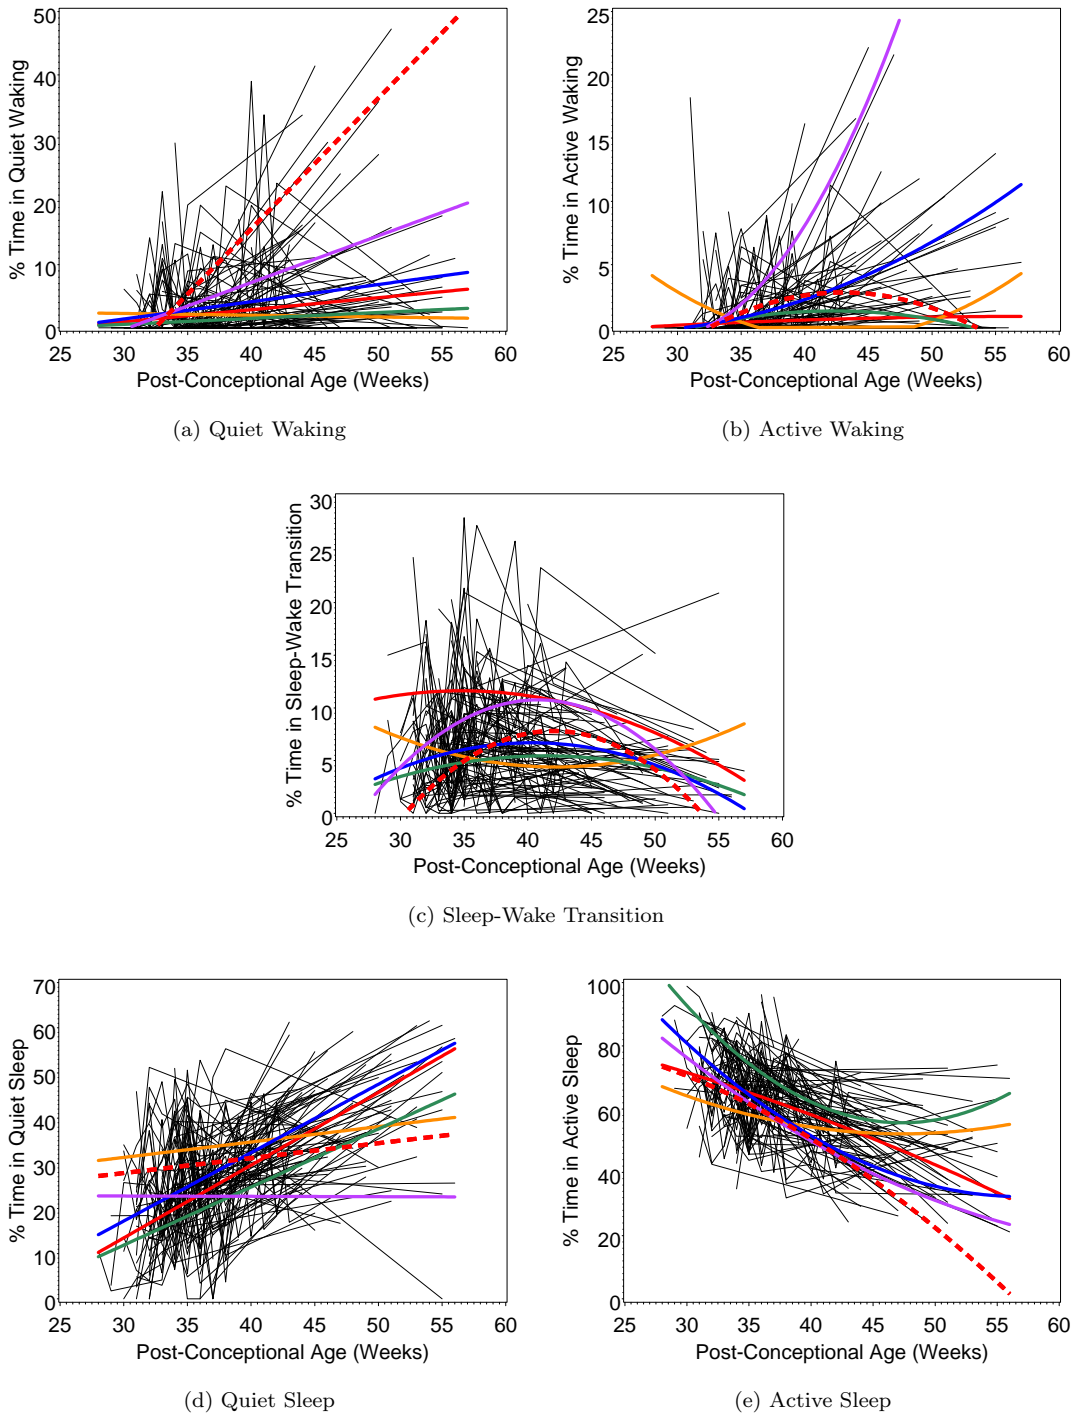 50
40
30
20
10
0
% Time in Quiet Waking
25 30 35 40 45 50 55 60
Post-Conceptual Age (Weeks)
(a) Quiet Waking
25
20
15
10
5
0
% Time in Active Waking
25 30 35 40 45 50 55 60
Post-Conceptual Age (Weeks)
(b) Active Waking
30
25
20
15
10
5
0
% Time in Sleep-Wake Transition
25 30 35 40 45 50 55 60
Post-Conceptual Age (Weeks)
(c) Sleep-Wake Transition
70
60
50
40
30
20
10
0
% Time in Quiet Sleep
25 30 35 40 45 50 55 60
Post-Conceptual Age (Weeks)
(d) Quiet Sleep
100
80
60
40
20
0
% Time in Active Sleep
25 30 35 40 45 50 55 60
Post-Conceptual Age (Weeks)
(e) Active Sleep